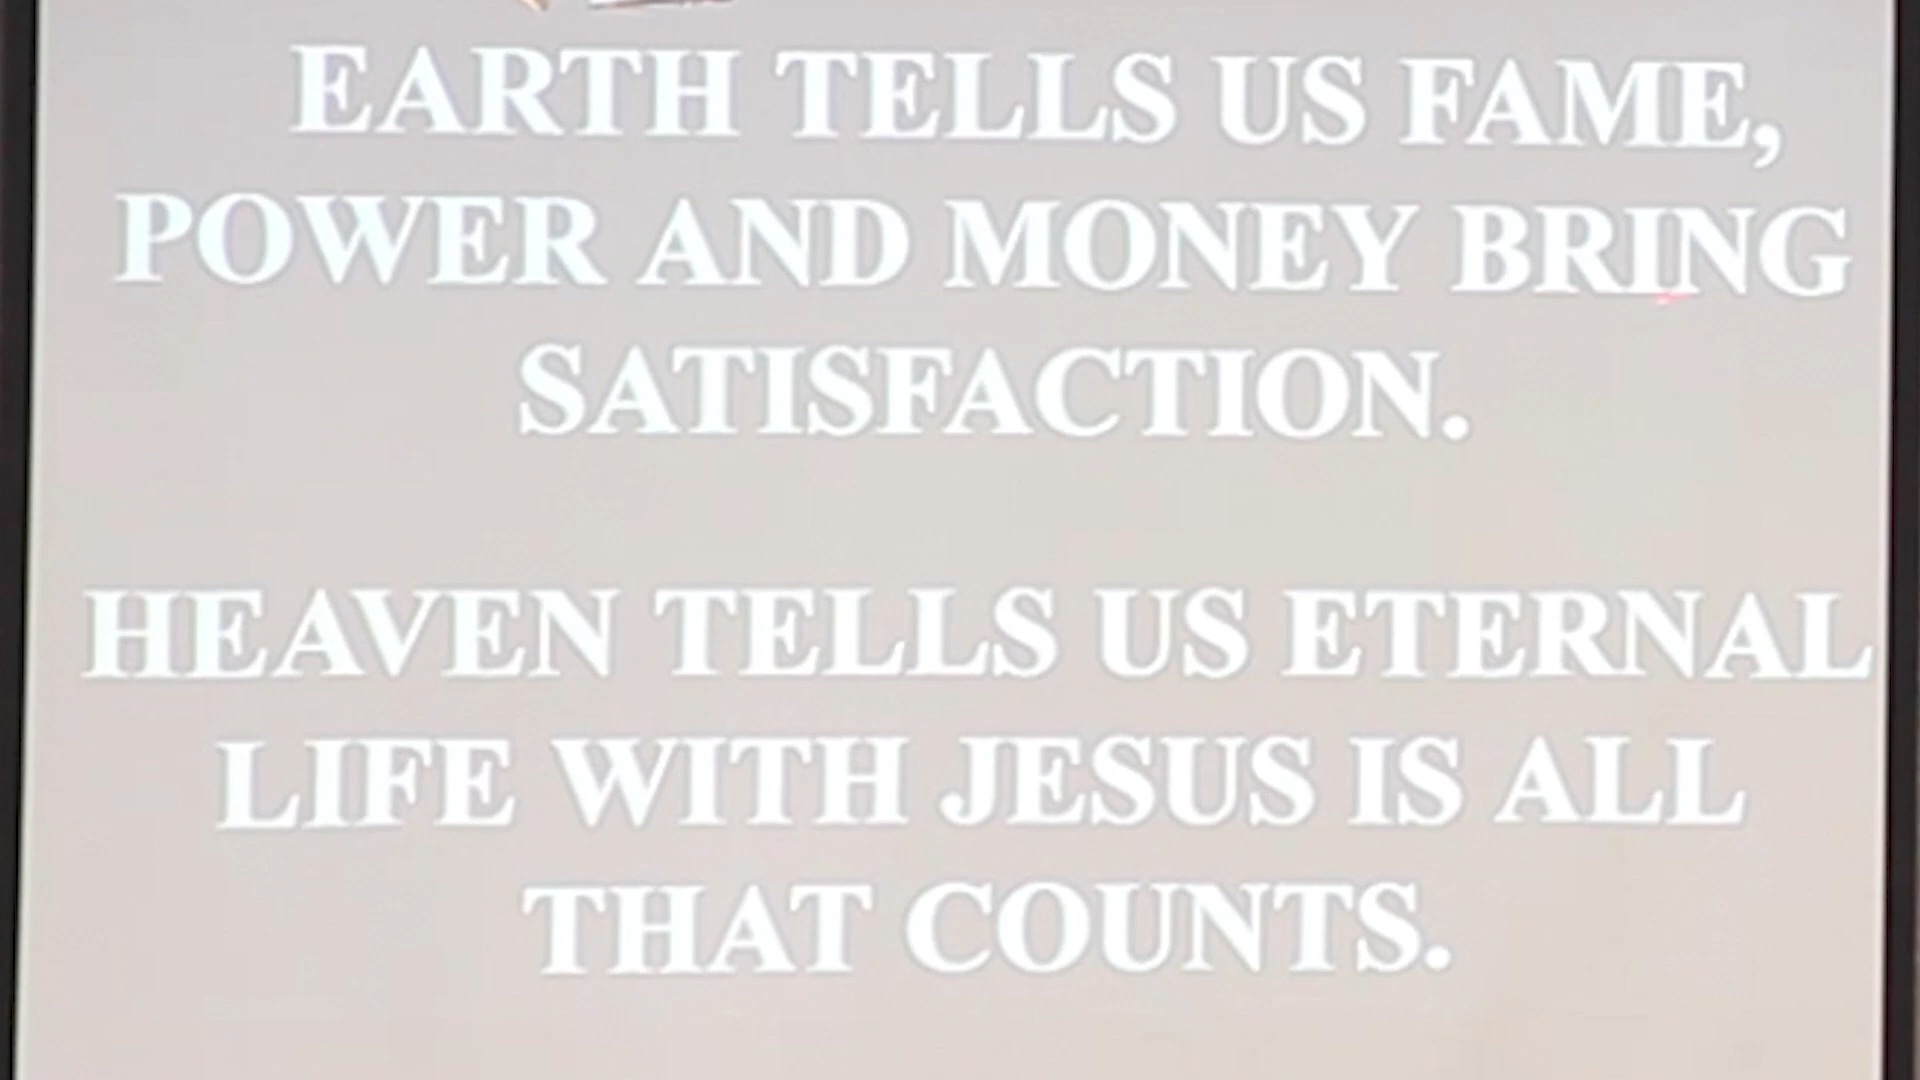 EARTH TELLS US FAME,
POWER AND MONEY BRING
SATISFACTION.
HEAVEN TELLS US ETERNAL
LIFE WITH JESUS IS ALL
THAT COUNTS.